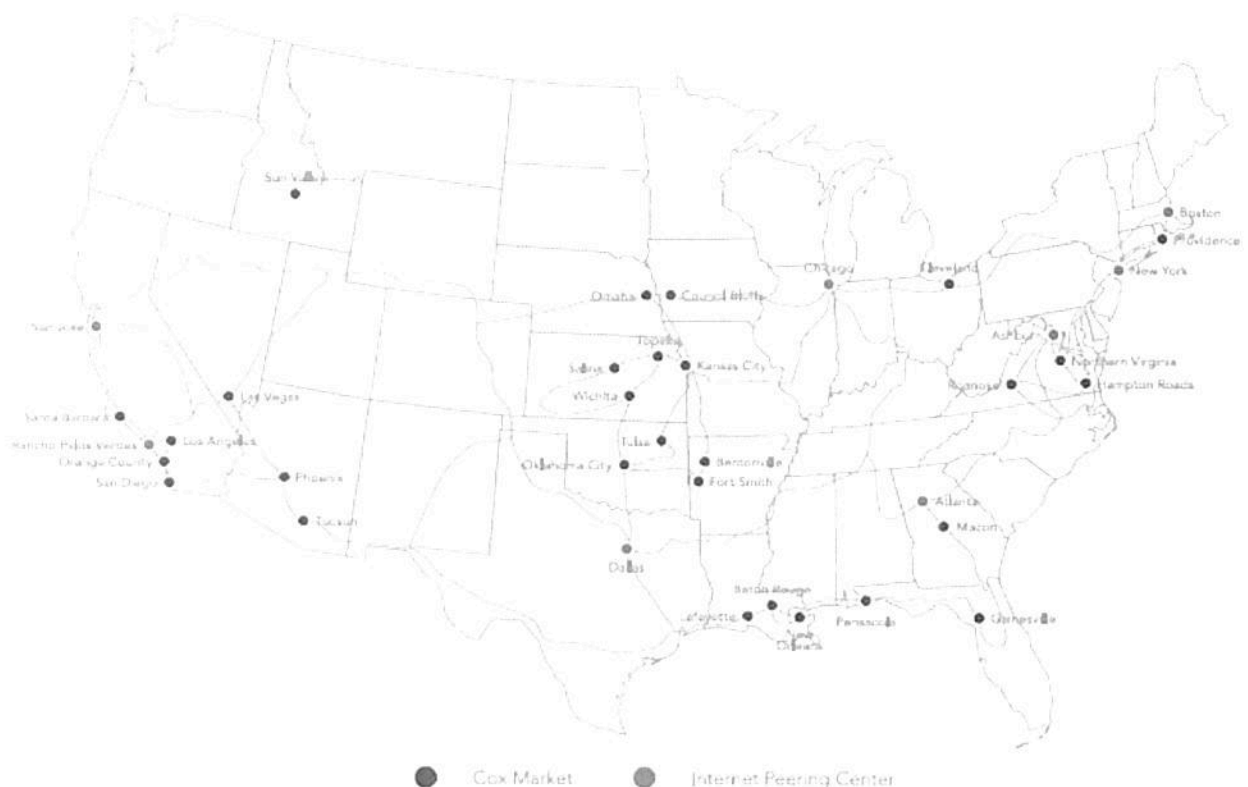 Sun Valley
Boston
Providence
New York
Chicago
Cleveland
Omaha
Council Bluffs
San Jose
Ashburn
Topeka
Salina
Kansas City
Northern Virginia
Wichita
Roanoke
Hampton Roads
Las Vegas
Santa Barbara
Rancho Palos Verdes
Los Angeles
Tulsa
Orange County
Oklahoma City
Bentonville
San Diego
Phoenix
Fort Smith
Atlanta
Tucson
Macon
Dallas
Baton Rouge
Lafayette
New
Orleans
Pensacola
Gainesville
Cox Market
Internet Peering Center